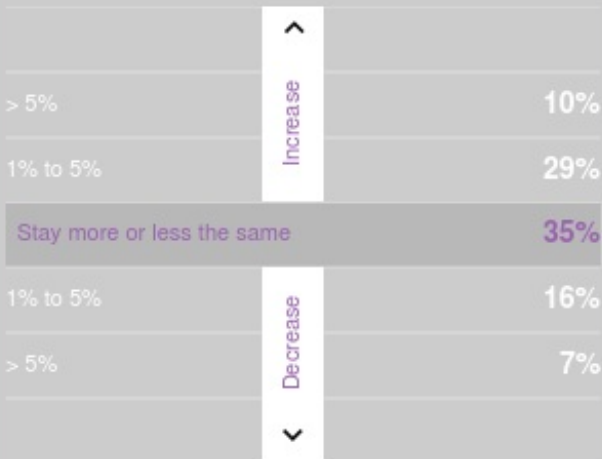 > 5% 10%
Increase
1% to 5% 29%
Stay more or less the same 35%
1% to 5% 16%
Decrease
> 5% 7%